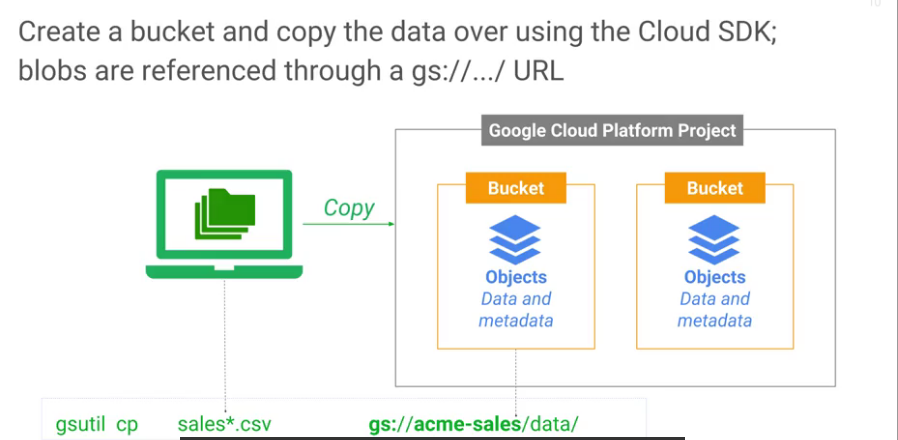 Create a bucket and copy the data over using the Cloud SDK;
blobs are referenced through a gs://.../ URL
Google Cloud Platform Project
Bucket
Bucket
Copy
Objects
Data and
metadata
Objects
Data and
metadata
gsutil cp sales*.csv gs://acme-sales/data/